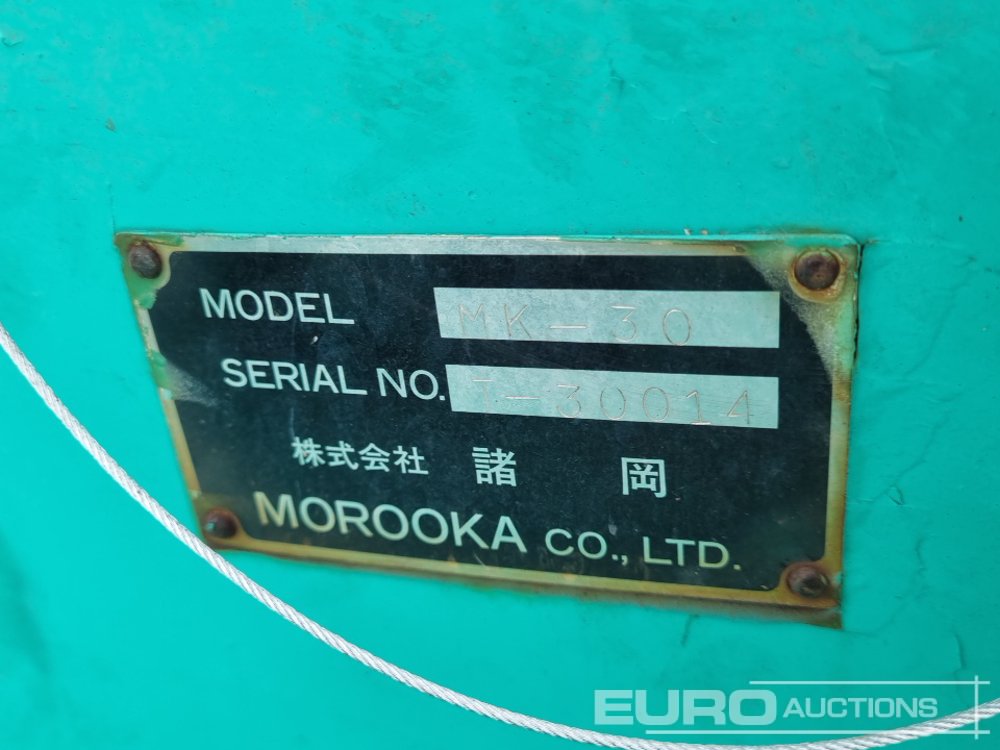 MODEL MK-30
SERIAL NO. T-30014
株式会社 諸 岡
MOROOKA CO., LTD.
EURO AUCTIONS